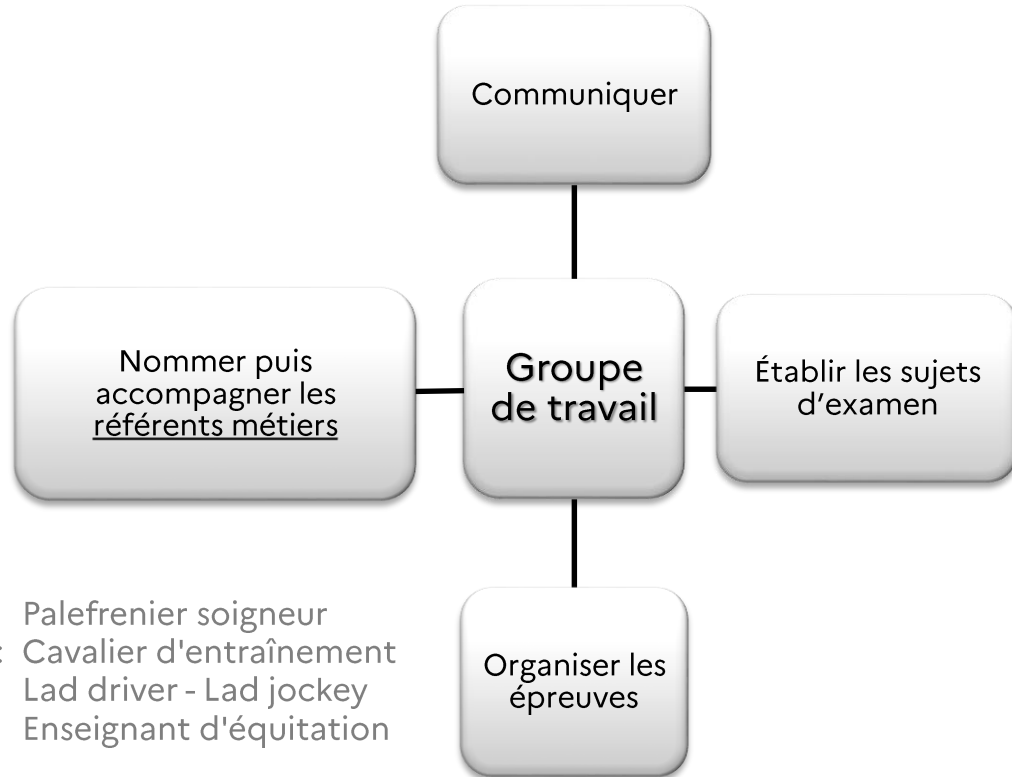 Communiquer
Nommer puis
accompagner les
référents métiers
Groupe
de travail
Établir les sujets
d’examen
Organiser les
épreuves
Palefrenier soigneur
: Cavalier d'entraînement
Lad driver - Lad jockey
Enseignant d'équitation